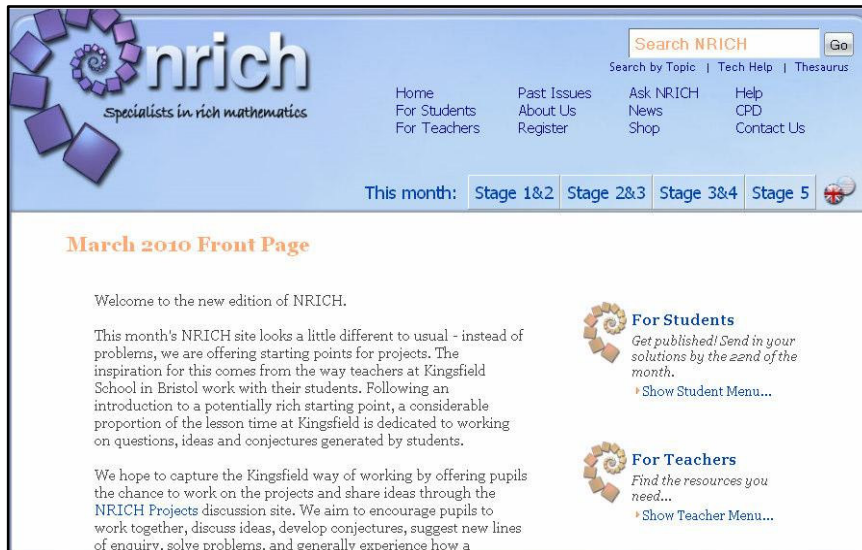 nrich
Specialists in rich mathematics
Search NRICH
Go
Search by Topic | Tech Help | Thesaurus
Home Past Issues Ask NRICH Help
For Students About Us News CPD
For Teachers Register Shop Contact Us
This month: Stage 1&2 Stage 2&3 Stage 3&4 Stage 5
March 2010 Front Page
Welcome to the new edition of NRICH.
This month's NRICH site looks a little different to usual - instead of
problems, we are offering starting points for projects. The
inspiration for this comes from the way teachers at Kingsfield
School in Bristol work with their students. Following an
introduction to a potentially rich starting point, a considerable
proportion of the lesson time at Kingsfield is dedicated to working
on questions, ideas and conjectures generated by students.
We hope to capture the Kingsfield way of working by offering pupils
the chance to work on the projects and share ideas through the
NRICH Projects discussion site. We aim to encourage pupils to
work together, discuss ideas, develop conjectures, suggest new lines
of enquiry, solve problems, and generally experience how a
For Students
Get published! Send in your
solutions by the 22nd of the
month.
Show Student Menu...
For Teachers
Find the resources you
need...
Show Teacher Menu...